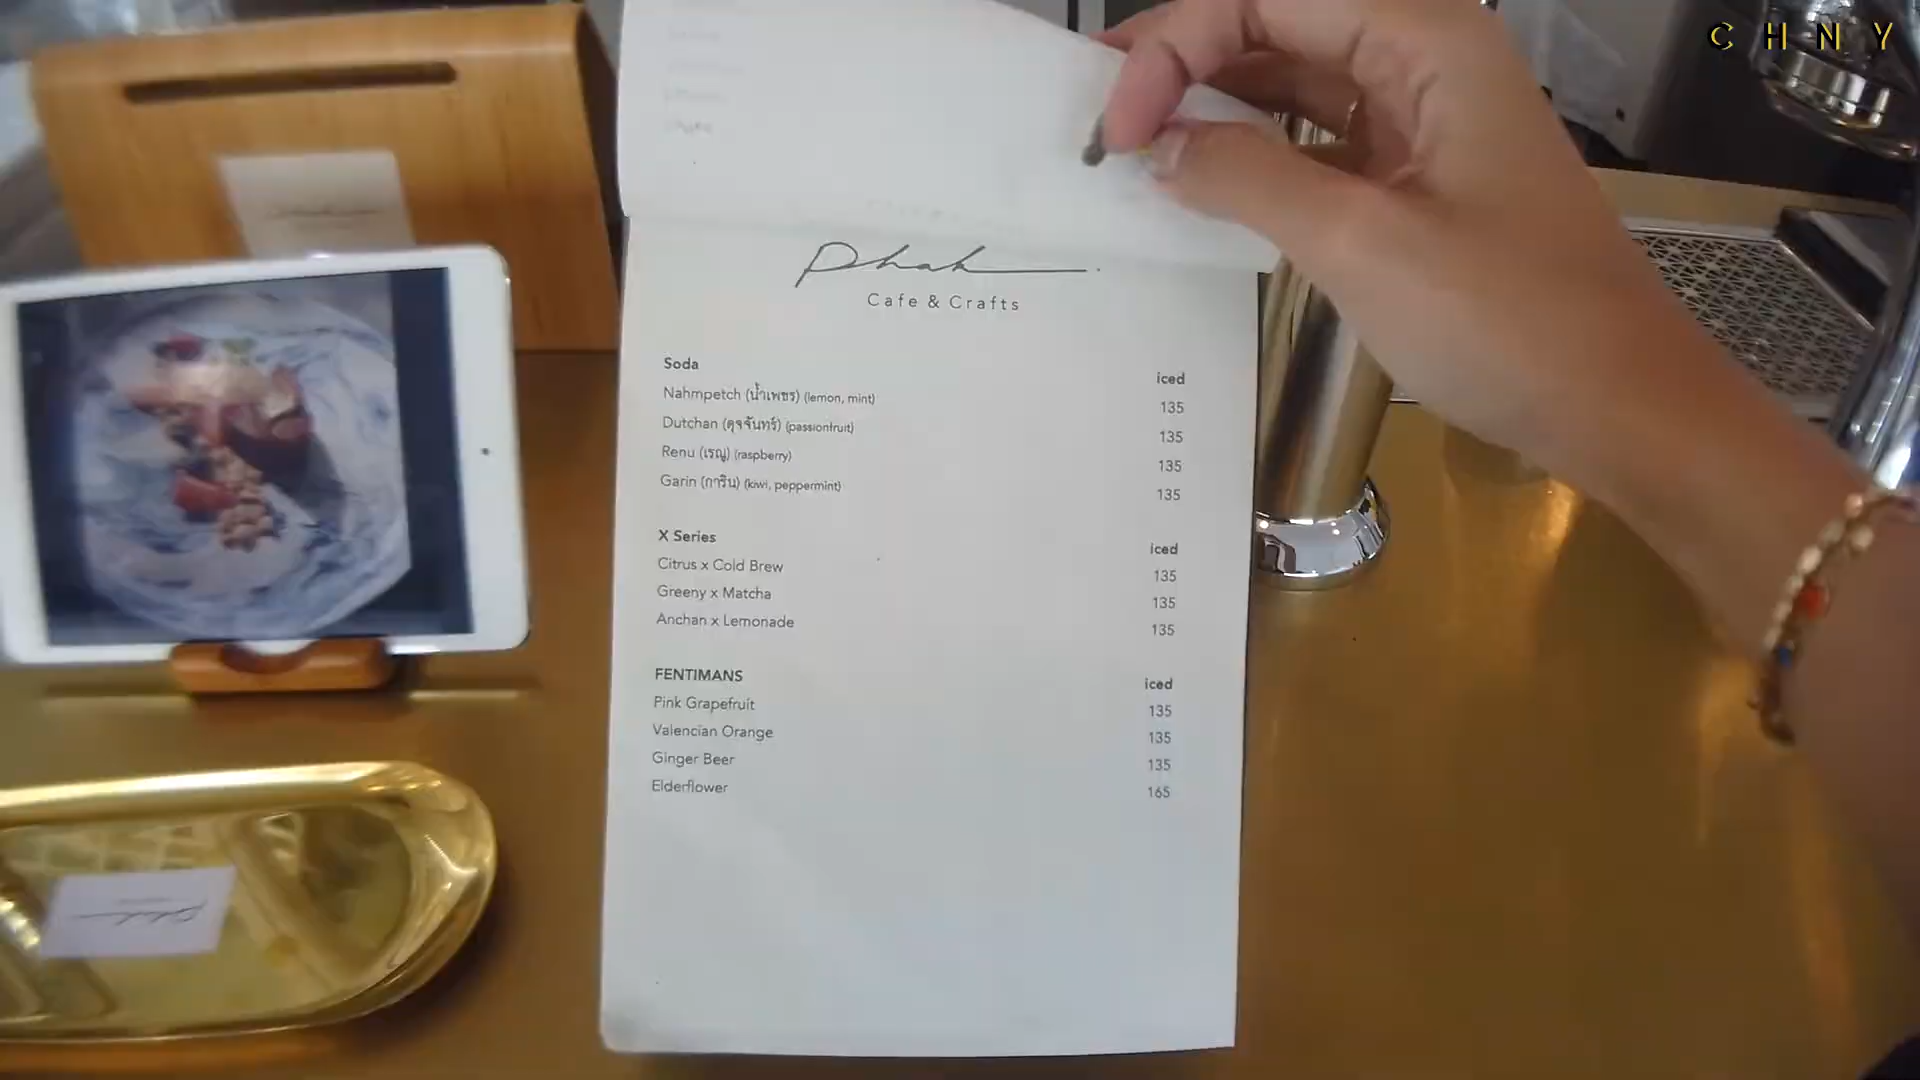 C H N Y
Phah
Cafe & Crafts
Soda iced
Nahmpetch (น้ำเพชร) (lemon, mint) 135
Dutchan (ดุจจันทร์) (passionfruit) 135
Renu (เรณู) (raspberry) 135
Garin (การิน) (kiwi, peppermint) 135
X Series iced
Citrus x Cold Brew 135
Greeny x Matcha 135
Anchan x Lemonade 135
FENTIMANS iced
Pink Grapefruit 135
Valencian Orange 135
Ginger Beer 135
Elderflower 165